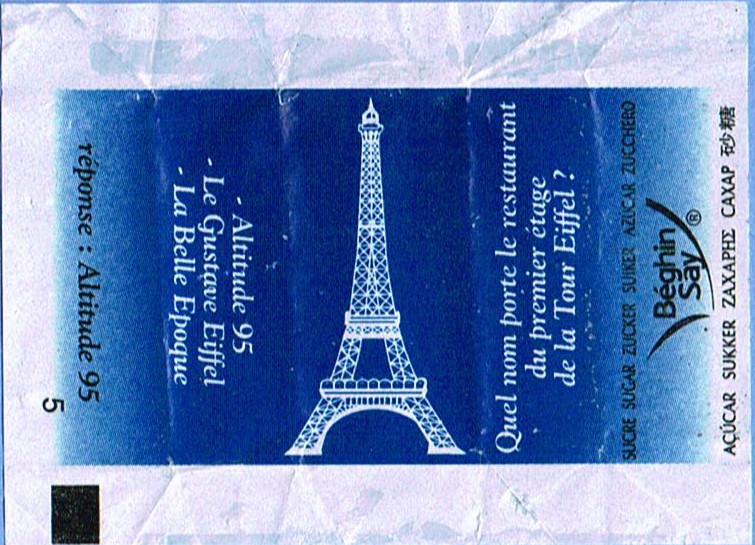 AÇÚCAR SUKKER ΖΑΧΑΡΗΣ САХАР 砂糖
Béghin
Say®
SUCRE SUGAR ZUCKER SUIKER AZUCAR ZUCCHERO
Quel nom porte le restaurant
du premier étage
de la Tour Eiffel ?
- Altitude 95
- Le Gustave Eiffel
- La Belle Epoque
réponse : Altitude 95
5